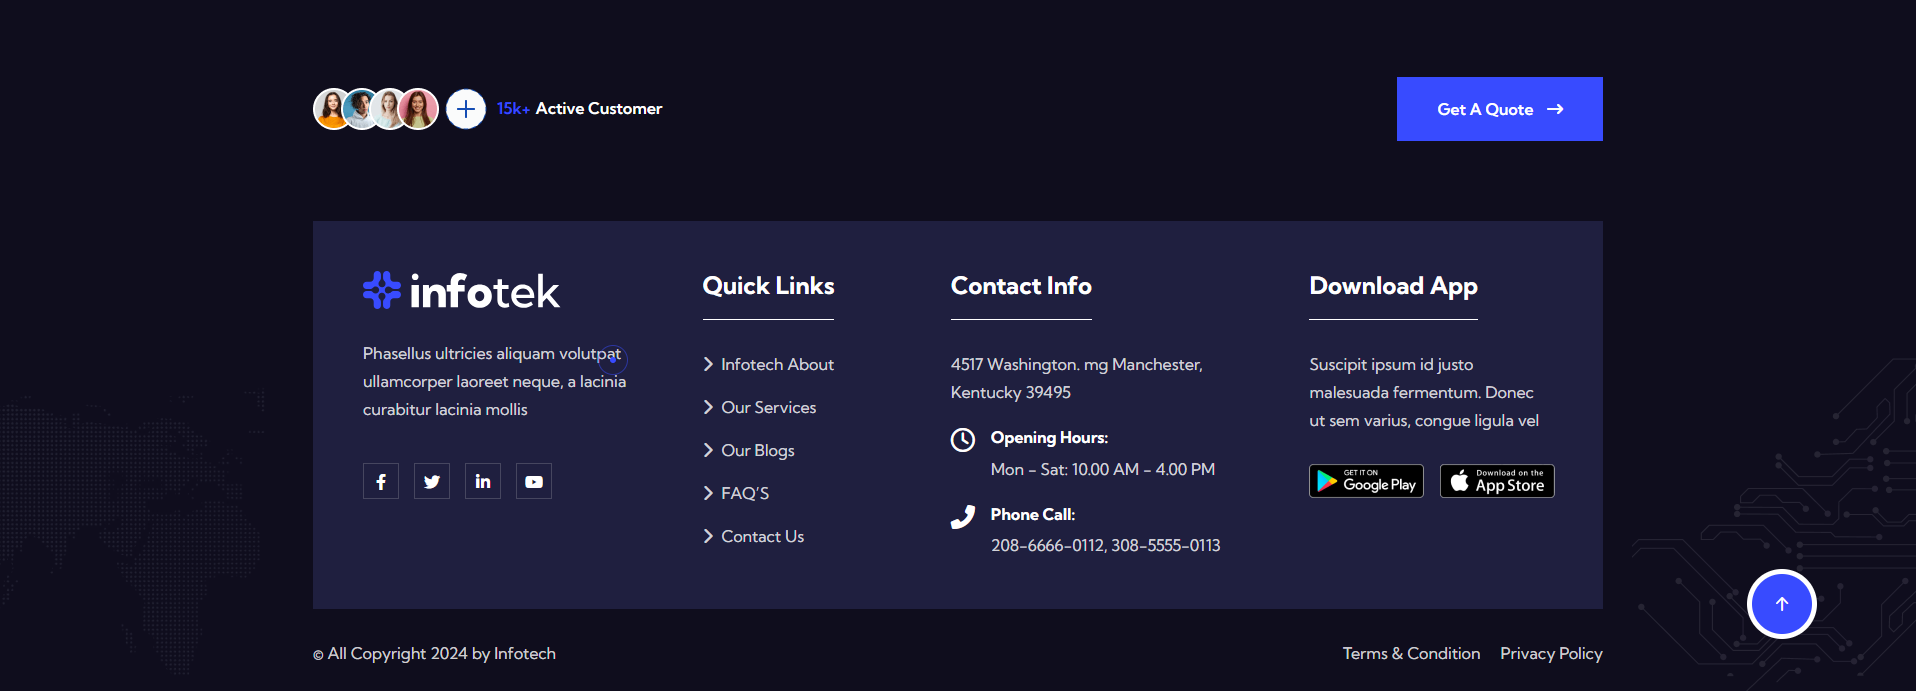 15k+ Active Customer
Get A Quote
infotek
Phasellus ultricies aliquam volutpat
ullamcorper laoreet neque, a lacinia
curabitur lacinia mollis
Quick Links
Infotech About
Our Services
Our Blogs
FAQ'S
Contact Us
Contact Info
4517 Washington. mg Manchester,
Kentucky 39495
Opening Hours:
Mon - Sat: 10.00 AM - 4.00 PM
Phone Call:
208-6666-0112, 308-5555-0113
Download App
Suscipit ipsum id justo
malesuada fermentum. Donec
ut sem varius, congue ligula vel
GET IT ON
Google Play
Download on the
App Store
© All Copyright 2024 by Infotech
Terms & Condition
Privacy Policy